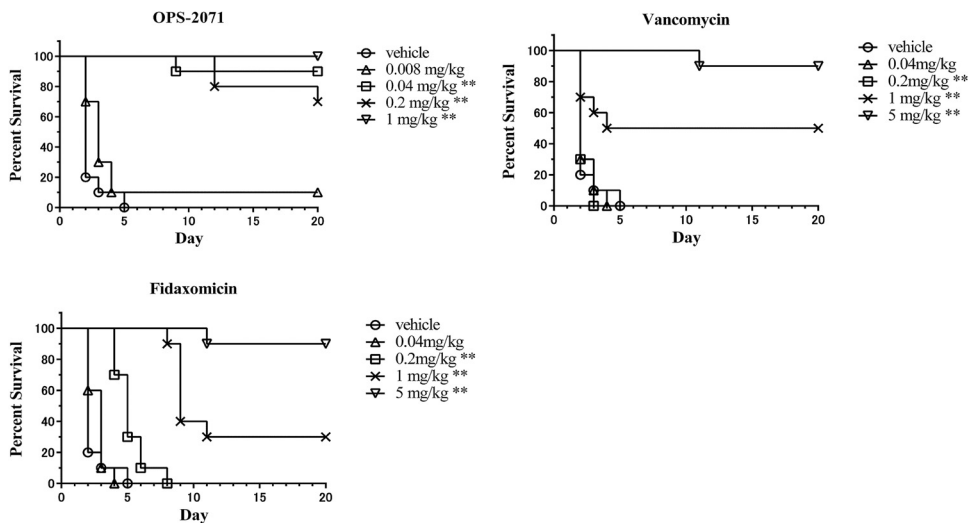 OPS-2071
Percent Survival
100
80
60
40
20
0
0 5 10 15 20
Day
vehicle
0.008 mg/kg
0.04 mg/kg **
0.2 mg/kg **
1 mg/kg **
Vancomycin
Percent Survival
100
80
60
40
20
0
0 5 10 15 20
Day
vehicle
0.04mg/kg
0.2mg/kg **
1 mg/kg **
5 mg/kg **
Fidaxomicin
Percent Survival
100
80
60
40
20
0
0 5 10 15 20
Day
vehicle
0.04mg/kg
0.2mg/kg **
1 mg/kg **
5 mg/kg **